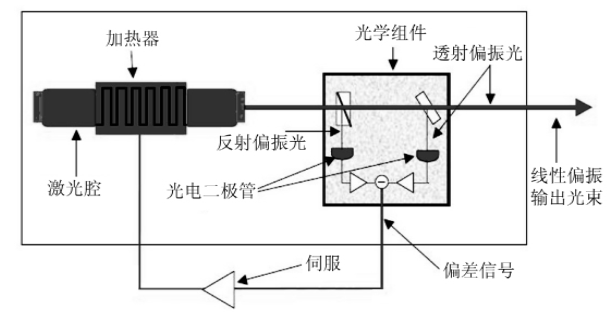 加热器
光学组件
透射偏振光
反射偏振光
激光腔
光电二极管
线性偏振
输出光束
伺服
偏差信号